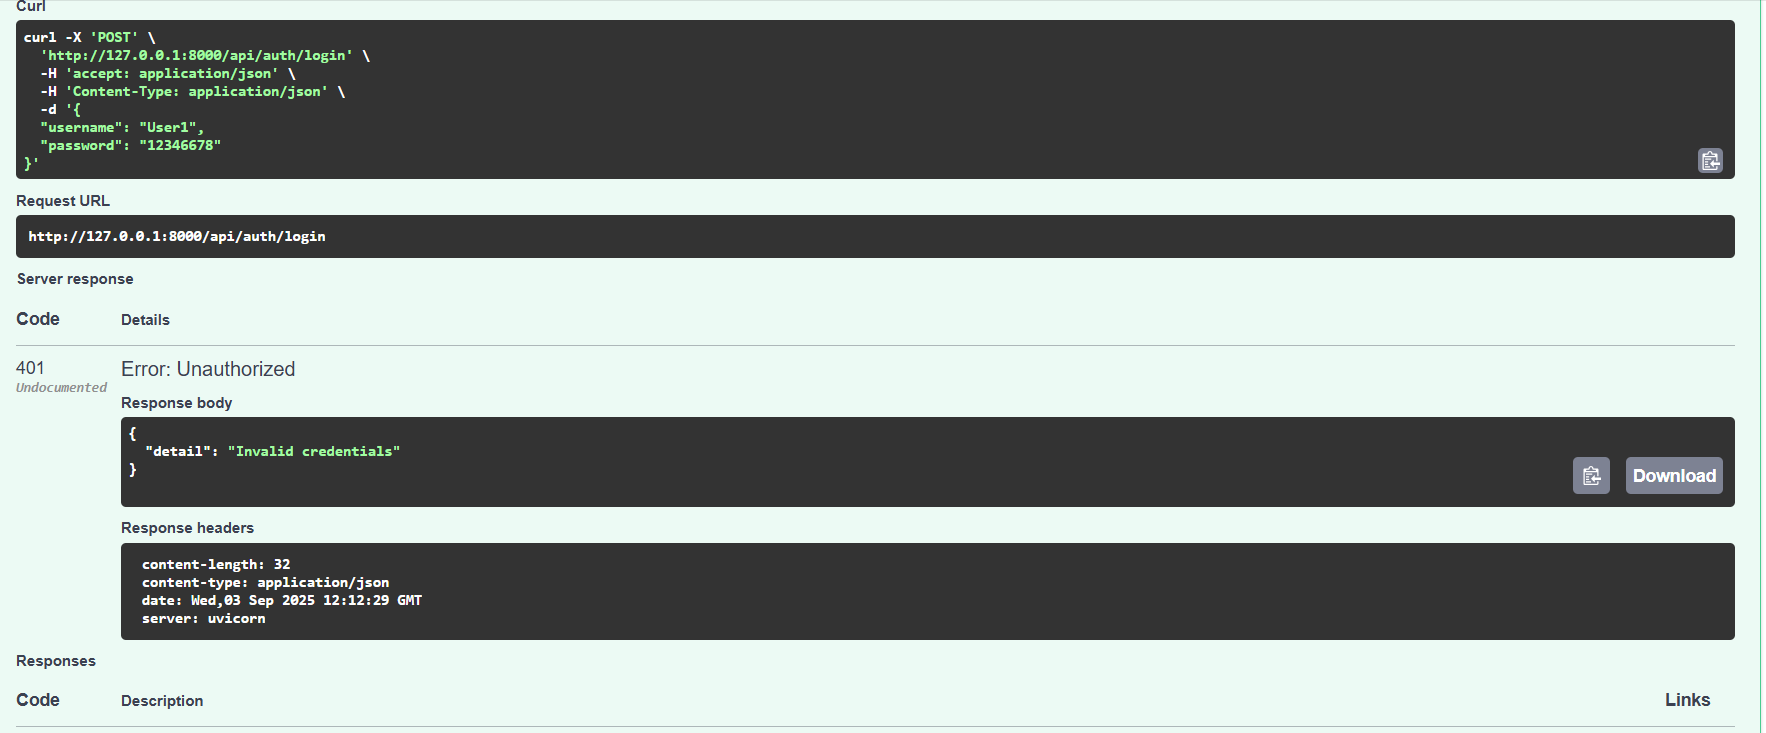 Curl
curl -X 'POST' \
'http://127.0.0.1:8000/api/auth/login' \
-H 'accept: application/json' \
-H 'Content-Type: application/json' \
-d '{
"username": "User1",
"password": "12346678"
}'
Request URL
http://127.0.0.1:8000/api/auth/login
Server response
Code Details
401 Error: Unauthorized
Undocumented
Response body
{
"detail": "Invalid credentials"
}
Download
Response headers
content-length: 32
content-type: application/json
date: Wed,03 Sep 2025 12:12:29 GMT
server: uvicorn
Responses
Code Description Links